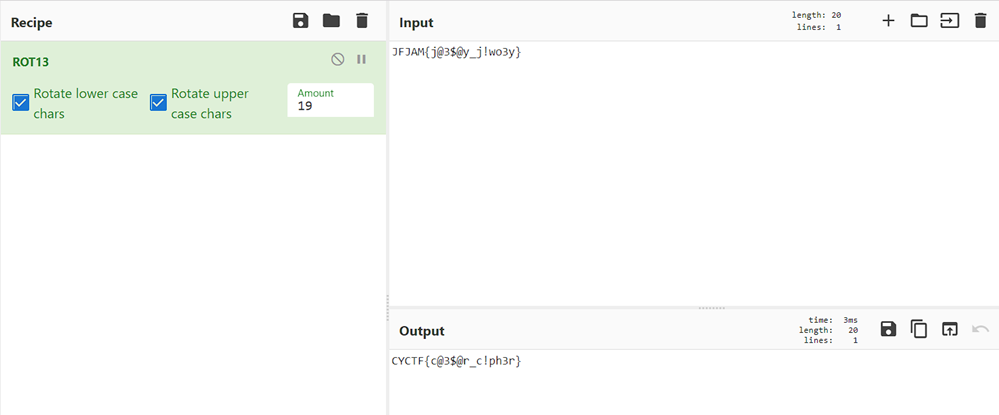 Recipe
ROT13
Rotate lower case chars
Rotate upper case chars
Amount
19
Input
length: 20
lines: 1
JFJAM{j@3$@y_j!wo3y}
Output
time: 3ms
length: 20
lines: 1
CYCTF{c@3$@r_c!ph3r}